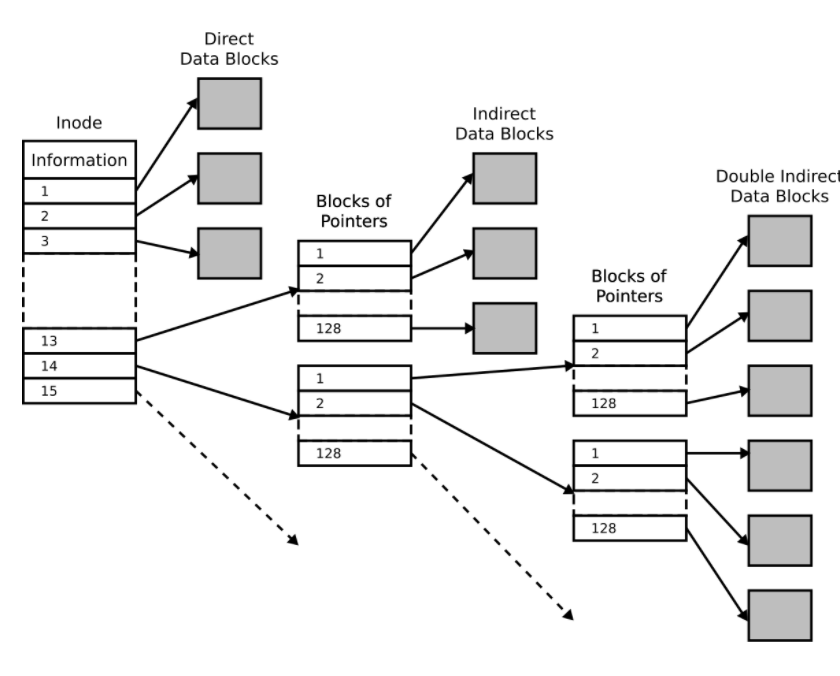 Direct
Data Blocks
Inode
Information
1
2
3
13
14
15
Blocks of
Pointers
1
2
128
1
2
128
Indirect
Data Blocks
Blocks of
Pointers
1
2
128
1
2
128
Double Indirect
Data Blocks